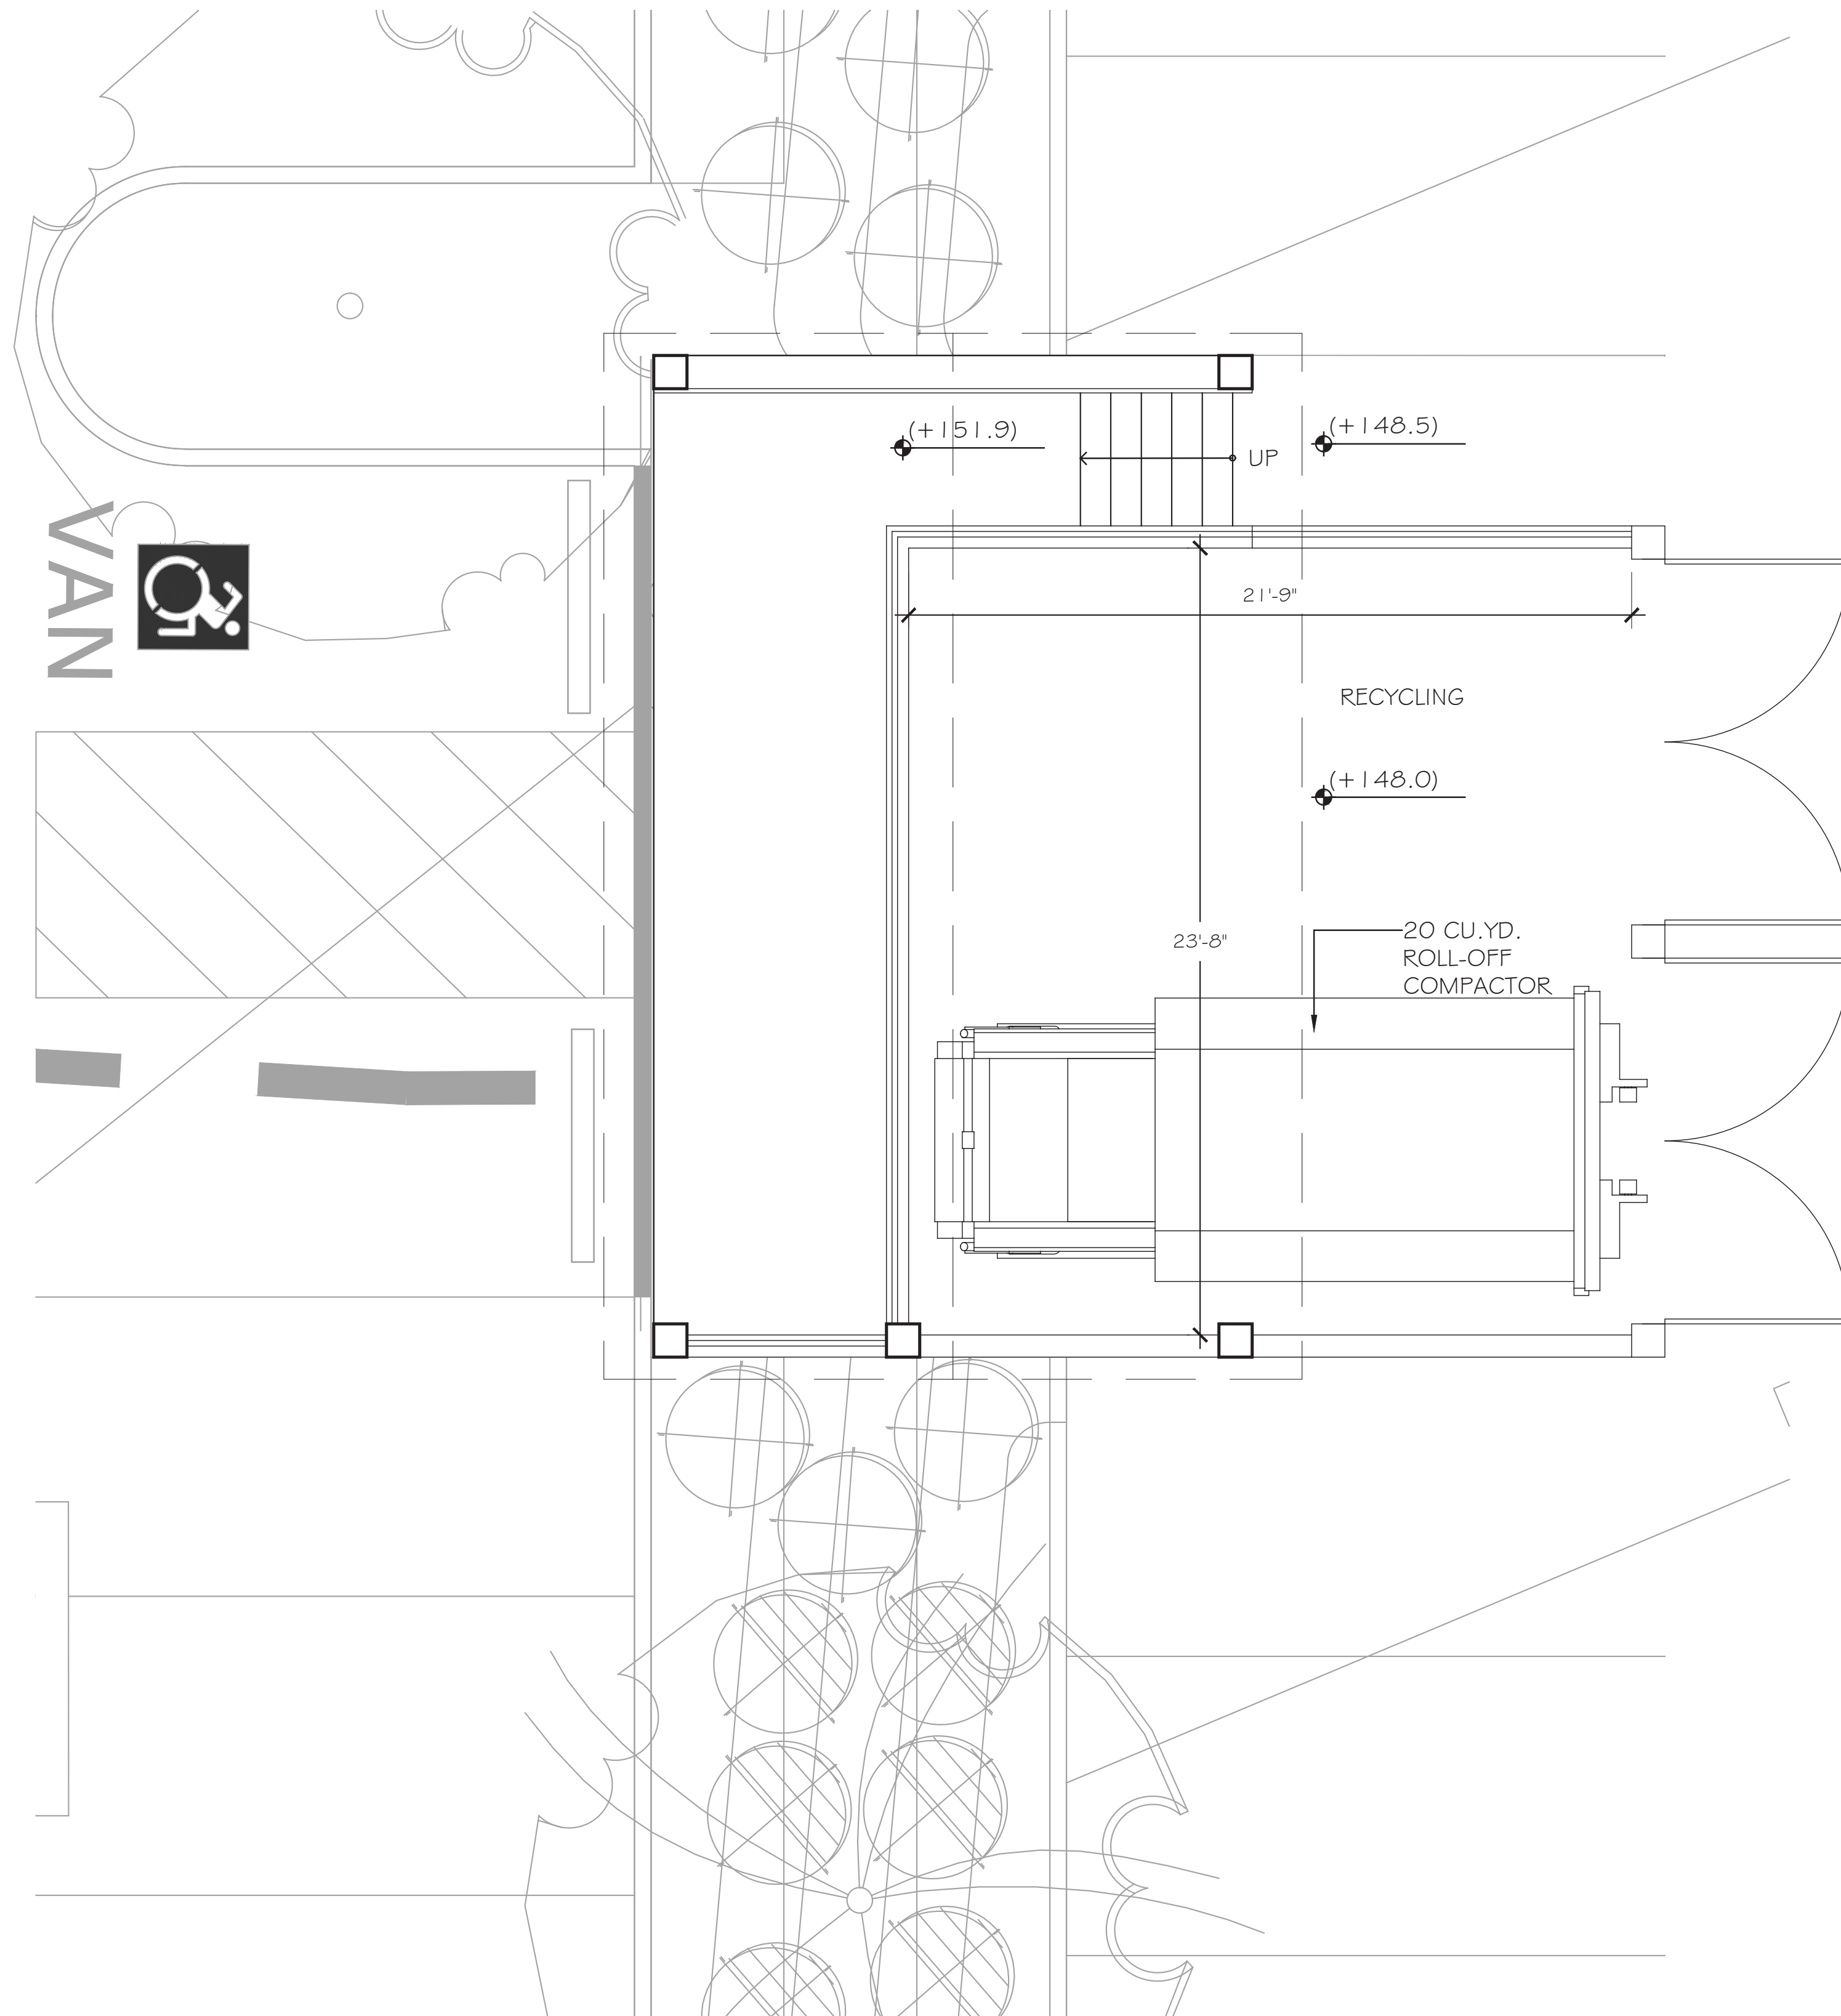 (+151.9)
(+148.5)
UP
VAN
21'-9"
RECYCLING
(+148.0)
23'-8"
20 CU.YD.
ROLL-OFF
COMPACTOR